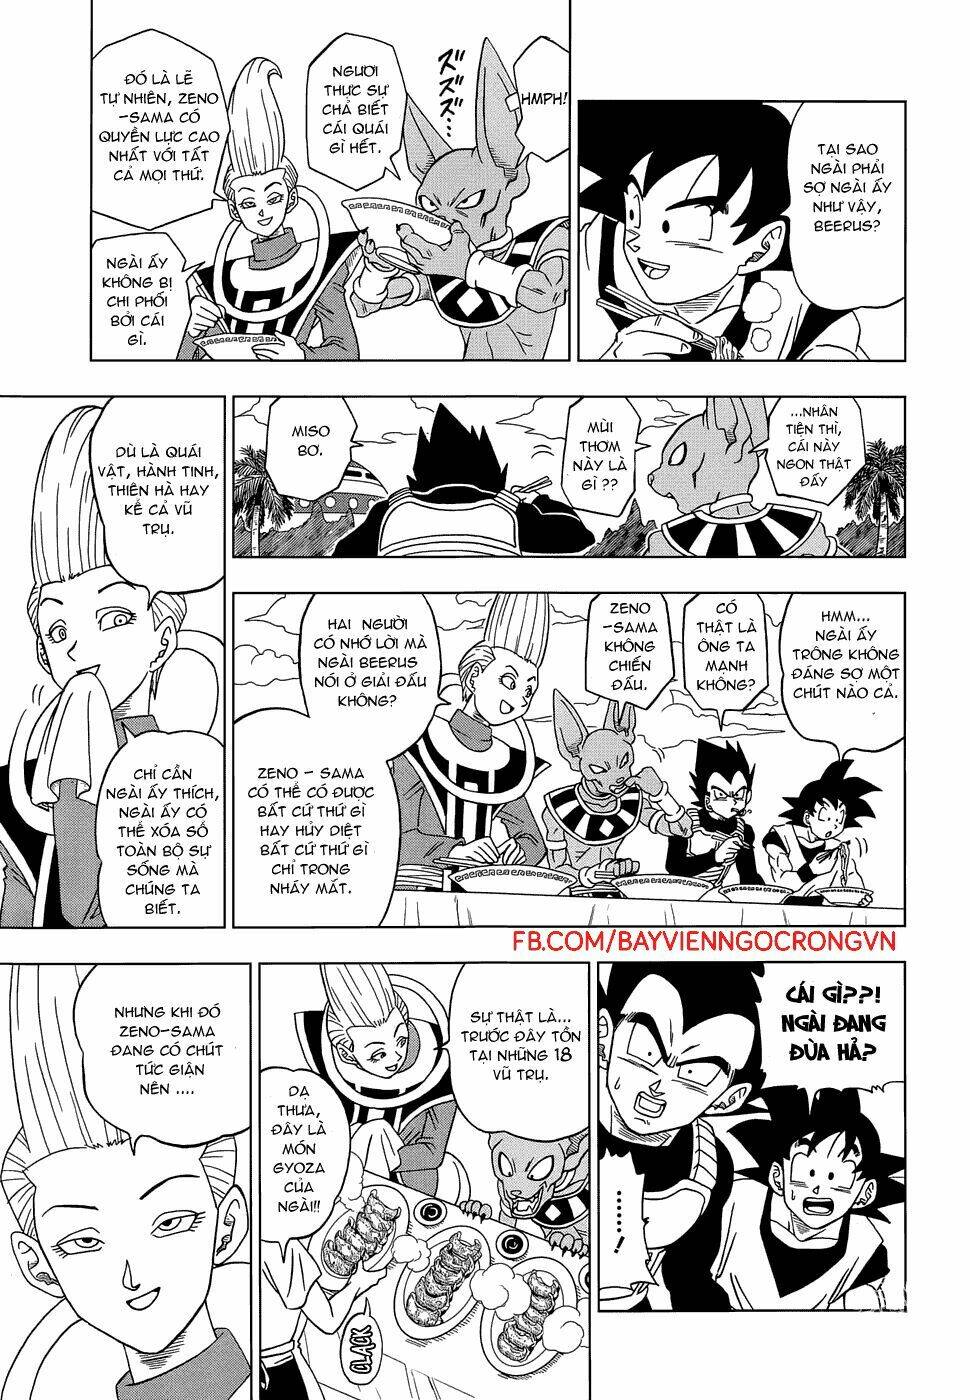 TẠI SAO
NGÀI PHẢI
SỢ NGÀI ẤY
NHƯ VẬY,
BEERUS?
HMPH!
ズズズズ...
NGƯƠI
THỰC SỰ
CHẢ BIẾT
CÁI QUÁI
GÌ HẾT.
ĐÓ LÀ LẼ
TỰ NHIÊN, ZENO
-SAMA CÓ
QUYỀN LỰC CAO
NHẤT VỚI TẤT
CẢ MỌI THỨ.
NGÀI ẤY
KHÔNG BỊ
CHI PHỐI
BỞI CÁI
GÌ.
...NHÂN
TIỆN THÌ,
CÁI NÀY
NGON THẬT
ĐẤY
MÙI
THƠM
NÀY LÀ
GÌ ??
MISO
BƠ.
DÙ LÀ QUÁI
VẬT, HÀNH TINH,
THIÊN HÀ HAY
KỂ CẢ VŨ
TRỤ.
CHỈ CẦN
NGÀI ẤY THÍCH,
NGÀI ẤY CÓ
THỂ XÓA SỔ
TOÀN BỘ SỰ
SỐNG MÀ
CHÚNG TA
BIẾT.
HMM...
NGÀI ẤY
TRÔNG KHÔNG
ĐÁNG SỢ MỘT
CHÚT NÀO CẢ.
CÓ
THẬT LÀ
ÔNG TA
MẠNH
KHÔNG?
ZENO
-SAMA
KHÔNG
CHIẾN
ĐẤU.
HAI NGƯỜI
CÓ NHỚ LỜI MÀ
NGÀI BEERUS
NÓI Ở GIẢI ĐẤU
KHÔNG?
ZENO - SAMA
CÓ THỂ CÓ ĐƯỢC
BẤT CỨ THỨ GÌ
HAY HỦY DIỆT
BẤT CỨ THỨ GÌ
CHỈ TRONG
NHÁY MẮT.
FB.COM/BAYVIENNGOCRONGVN
CÁI GÌ??!
NGÀI ĐANG
ĐÙA HẢ?
......!
SỰ THẬT LÀ...
TRƯỚC ĐÂY TỒN
TẠI NHỮNG 18
VŨ TRỤ.
DẠ
THƯA,
ĐÂY LÀ
MÓN
GYOZA
CỦA
NGÀI!!
CLACK
NHƯNG KHI ĐÓ
ZENO-SAMA
ĐANG CÓ CHÚT
TỨC GIẬN
NÊN ....